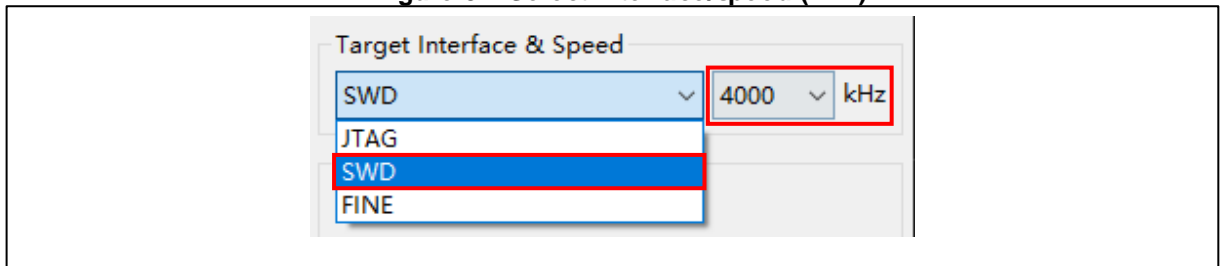 Target Interface & Speed
SWD 4000 kHz
JTAG
SWD
FINE